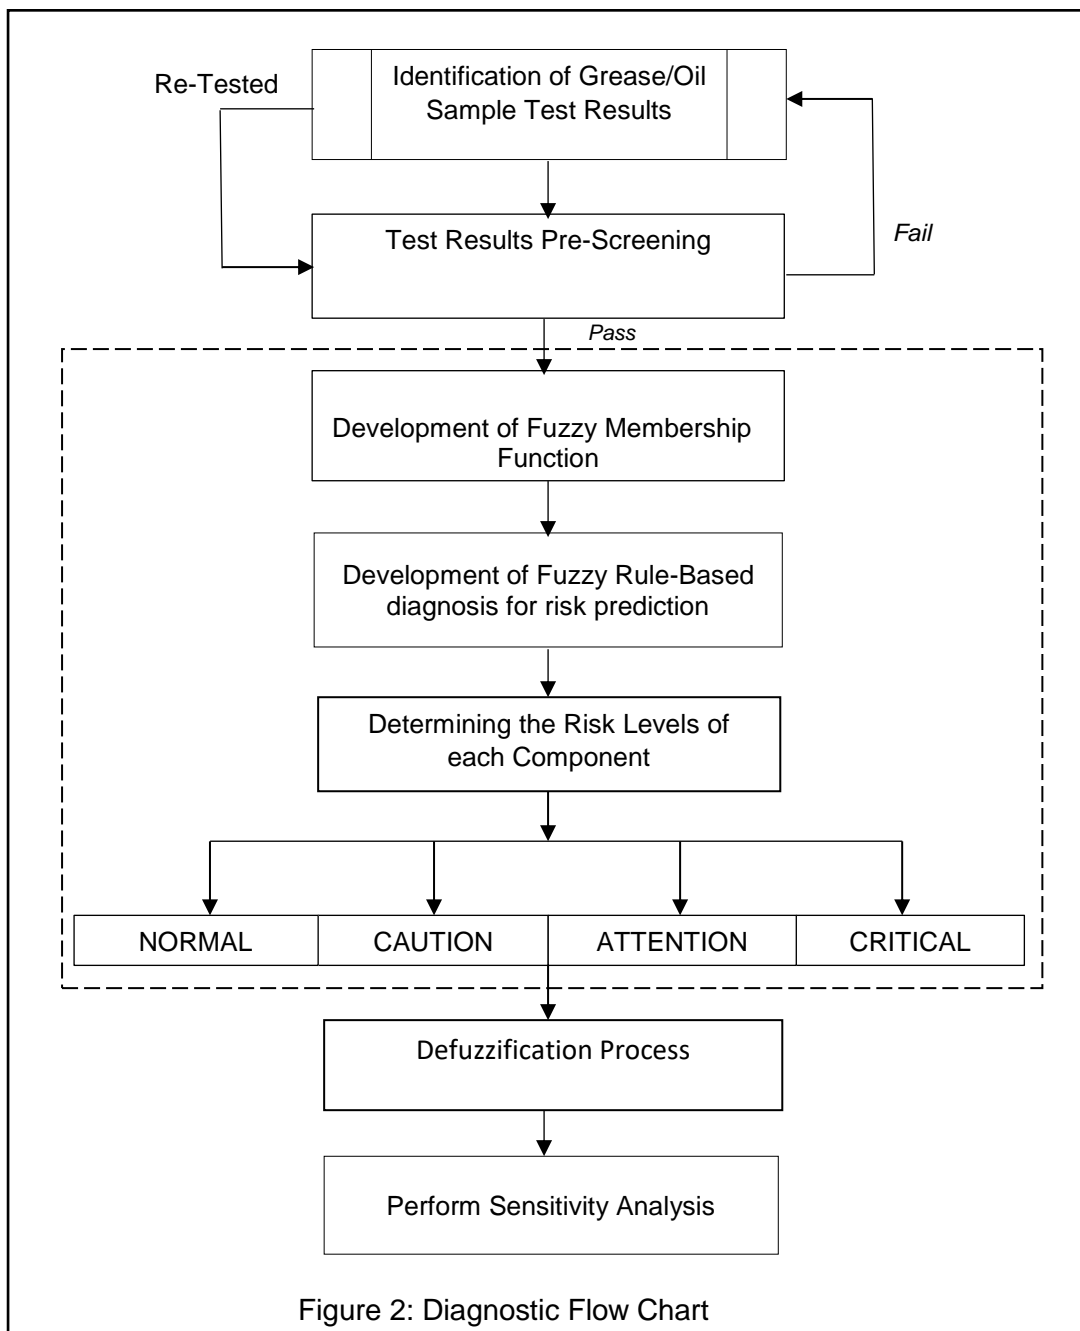 Re-Tested
Identification of Grease/Oil
Sample Test Results
Test Results Pre-Screening
Fail
Pass
Development of Fuzzy Membership
Function
Development of Fuzzy Rule-Based
diagnosis for risk prediction
Determining the Risk Levels of
each Component
NORMAL CAUTION ATTENTION CRITICAL
Defuzzification Process
Perform Sensitivity Analysis
Figure 2: Diagnostic Flow Chart